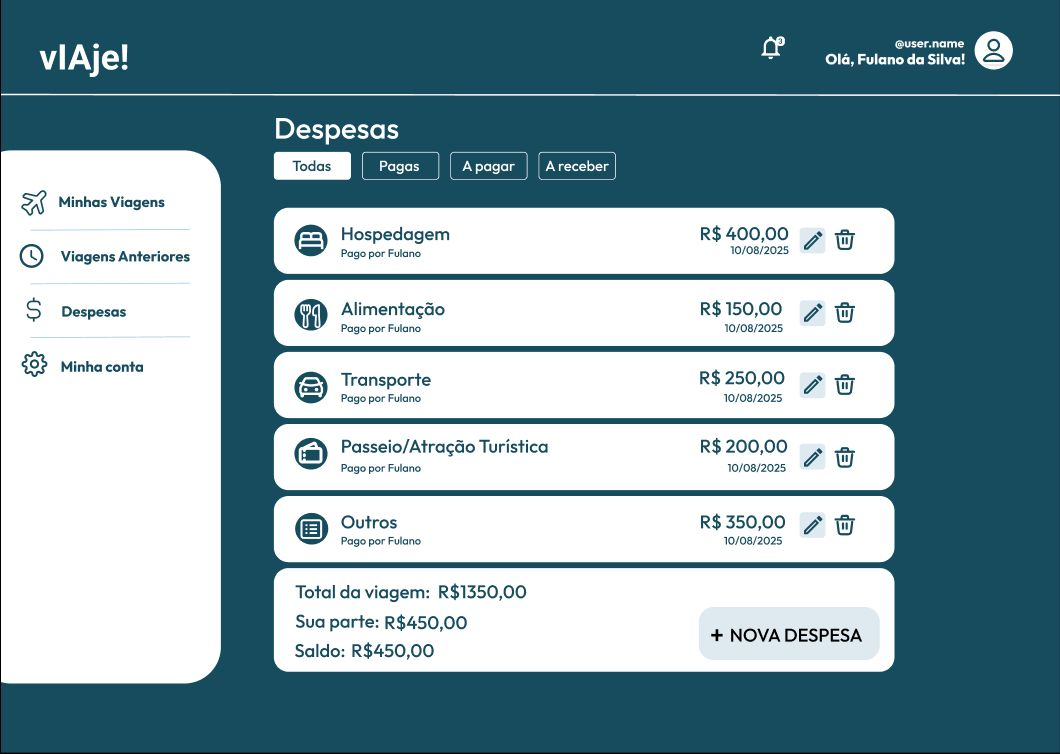 vIAje!
3
@user.name
Olá, Fulano da Silva!
Minhas Viagens
Viagens Anteriores
Despesas
Minha conta
Despesas
Todas
Pagas
A pagar
A receber
Hospedagem
Pago por Fulano
R$ 400,00
10/08/2025
Alimentação
Pago por Fulano
R$ 150,00
10/08/2025
Transporte
Pago por Fulano
R$ 250,00
10/08/2025
Passeio/Atração Turística
Pago por Fulano
R$ 200,00
10/08/2025
Outros
Pago por Fulano
R$ 350,00
10/08/2025
Total da viagem: R$1350,00
Sua parte: R$450,00
Saldo: R$450,00
+ NOVA DESPESA